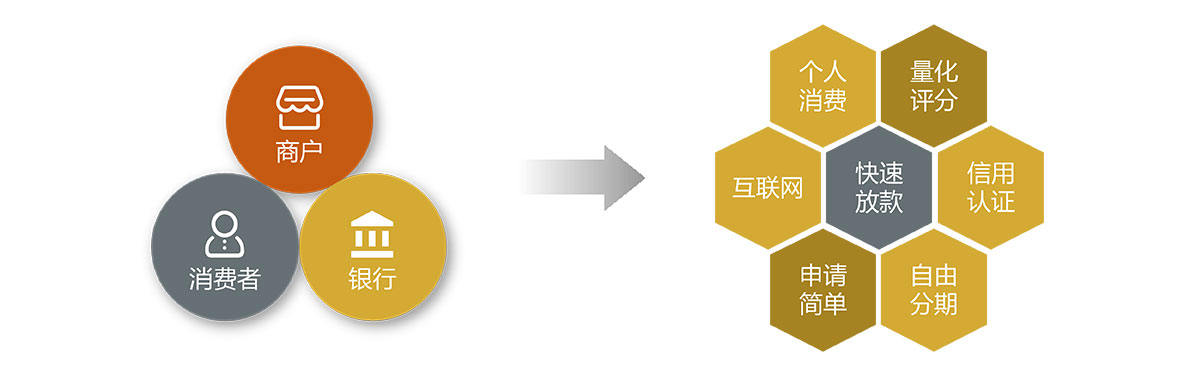 商户
消费者
银行
个人
消费
量化
评分
互联网
快速
放款
信用
认证
申请
简单
自由
分期